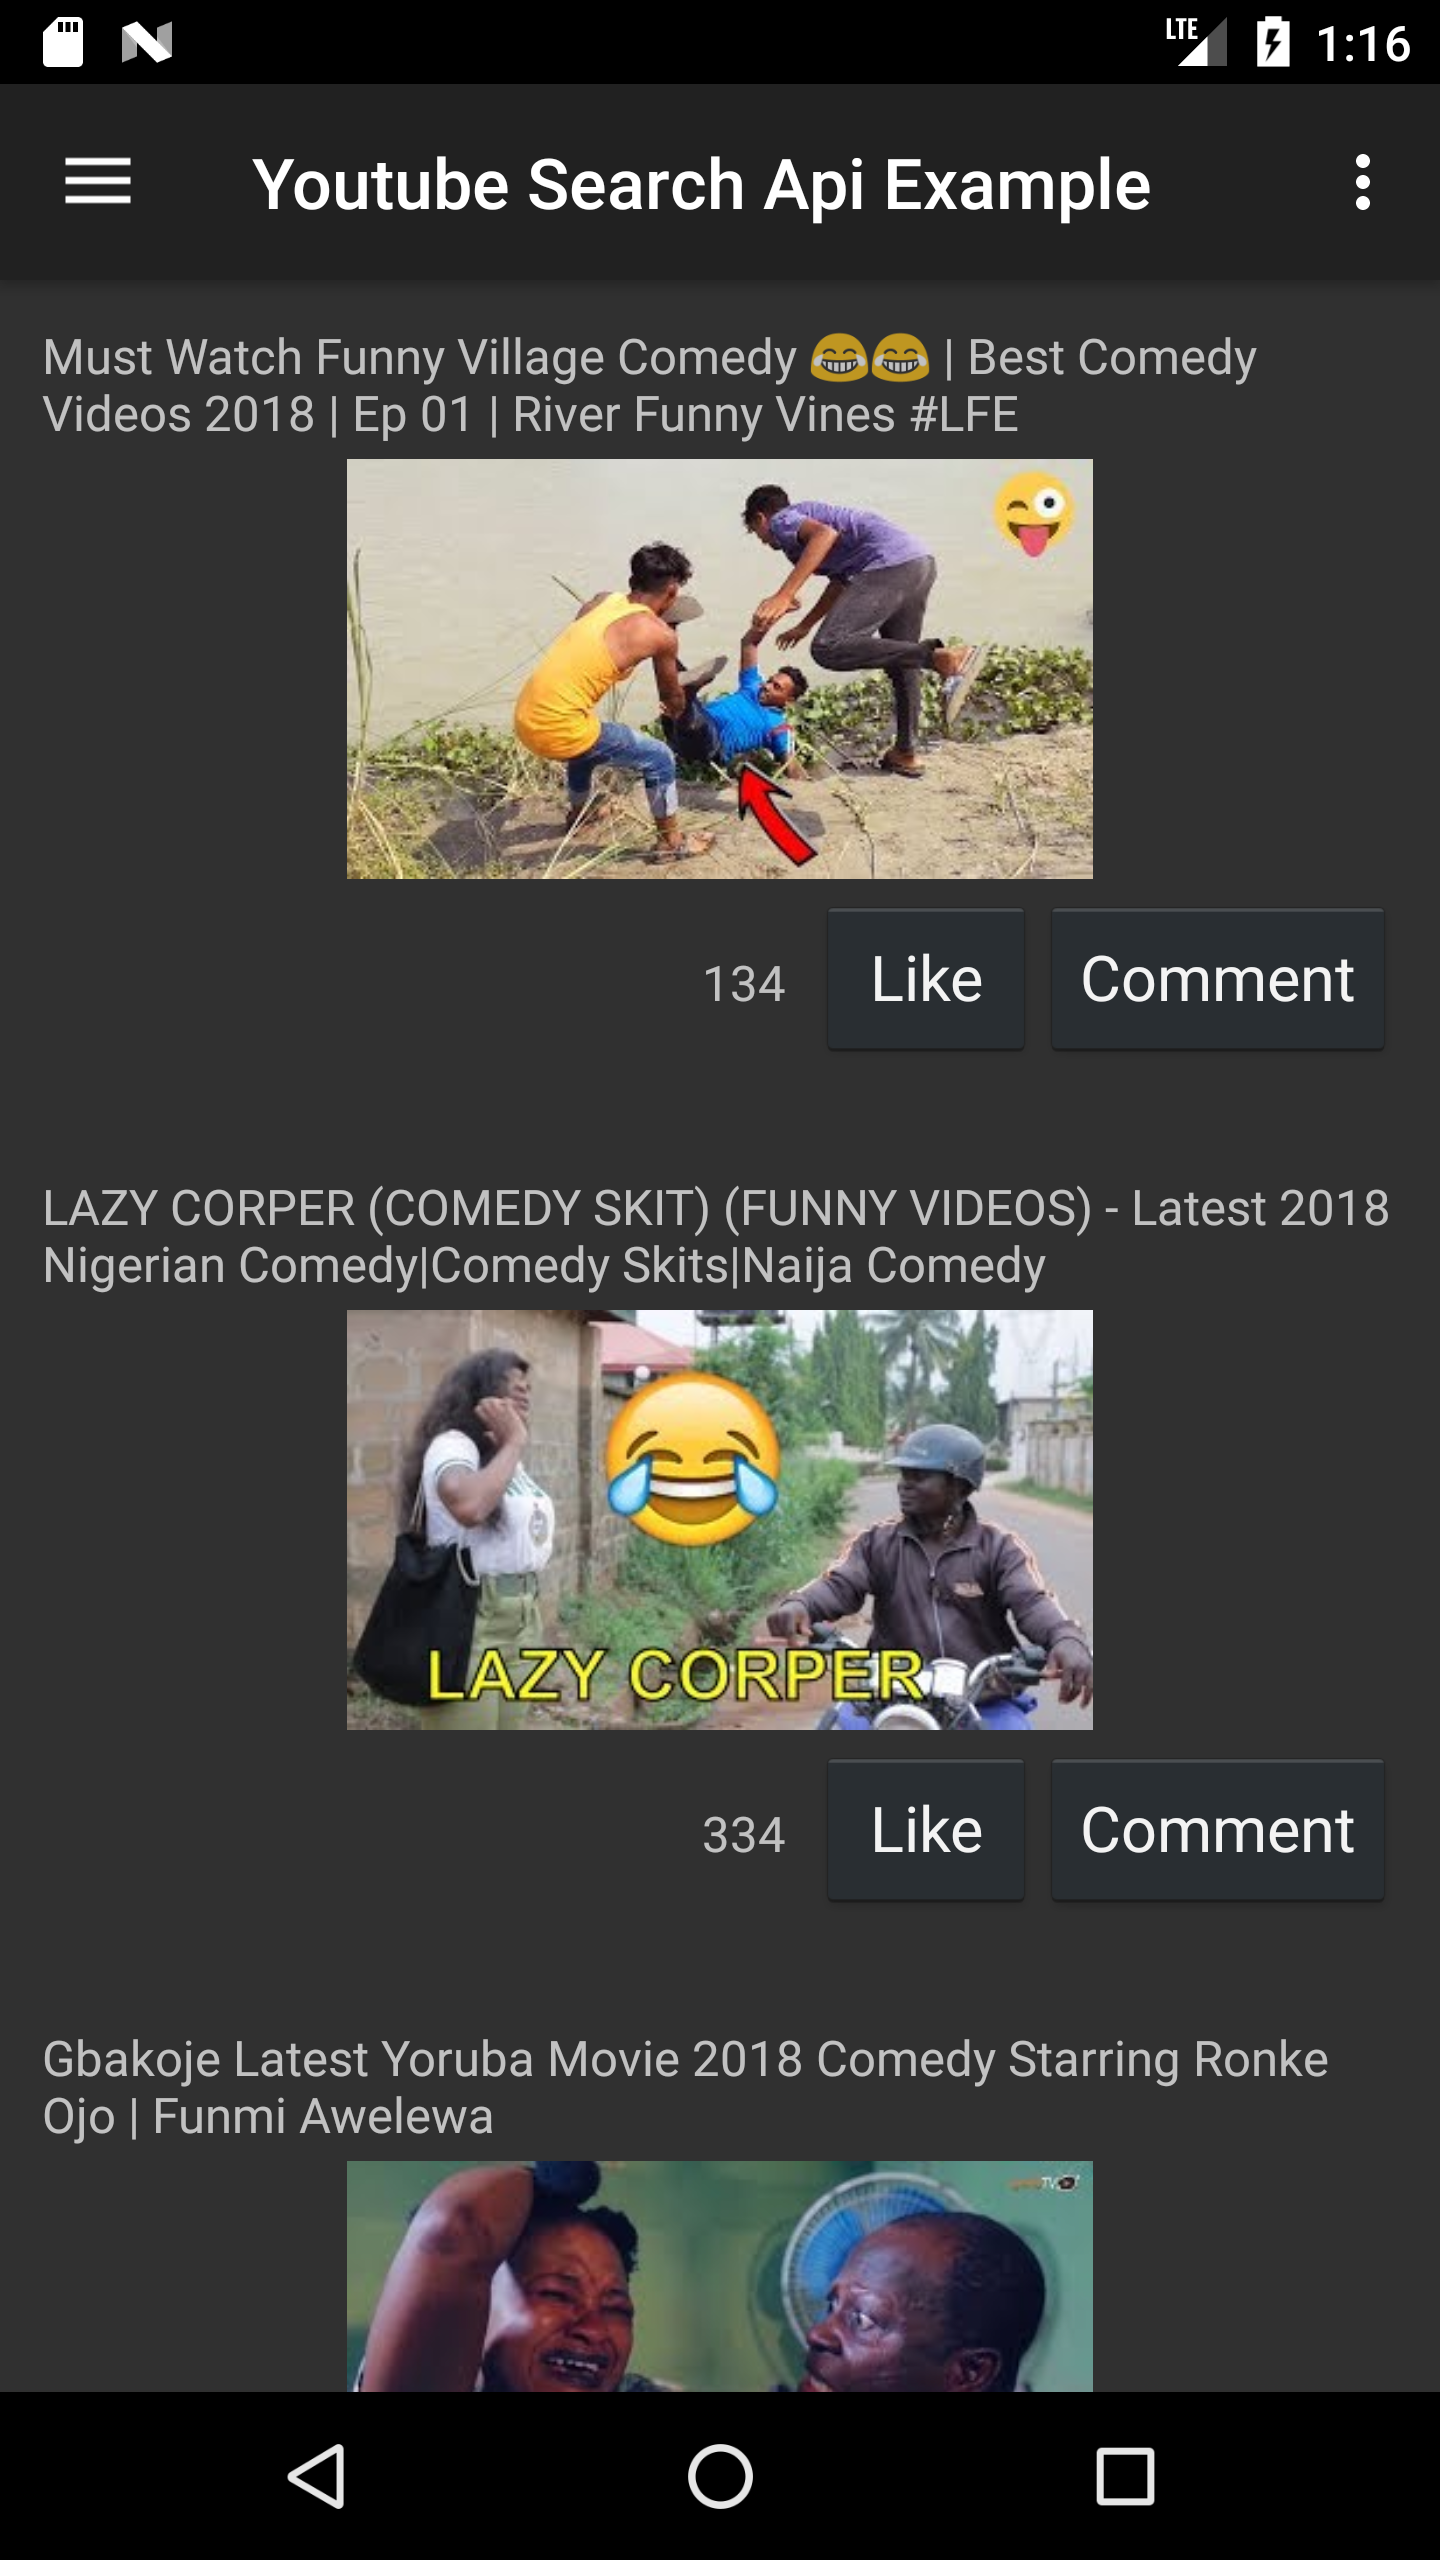 LTE 1:16
Youtube Search Api Example
Must Watch Funny Village Comedy 😂😂 | Best Comedy
Videos 2018 | Ep 01 | River Funny Vines #LFE
134 Like Comment
LAZY CORPER (COMEDY SKIT) (FUNNY VIDEOS) - Latest 2018
Nigerian Comedy|Comedy Skits|Naija Comedy
LAZY CORPER
334 Like Comment
Gbakoje Latest Yoruba Movie 2018 Comedy Starring Ronke
Ojo | Funmi Awelewa
TV